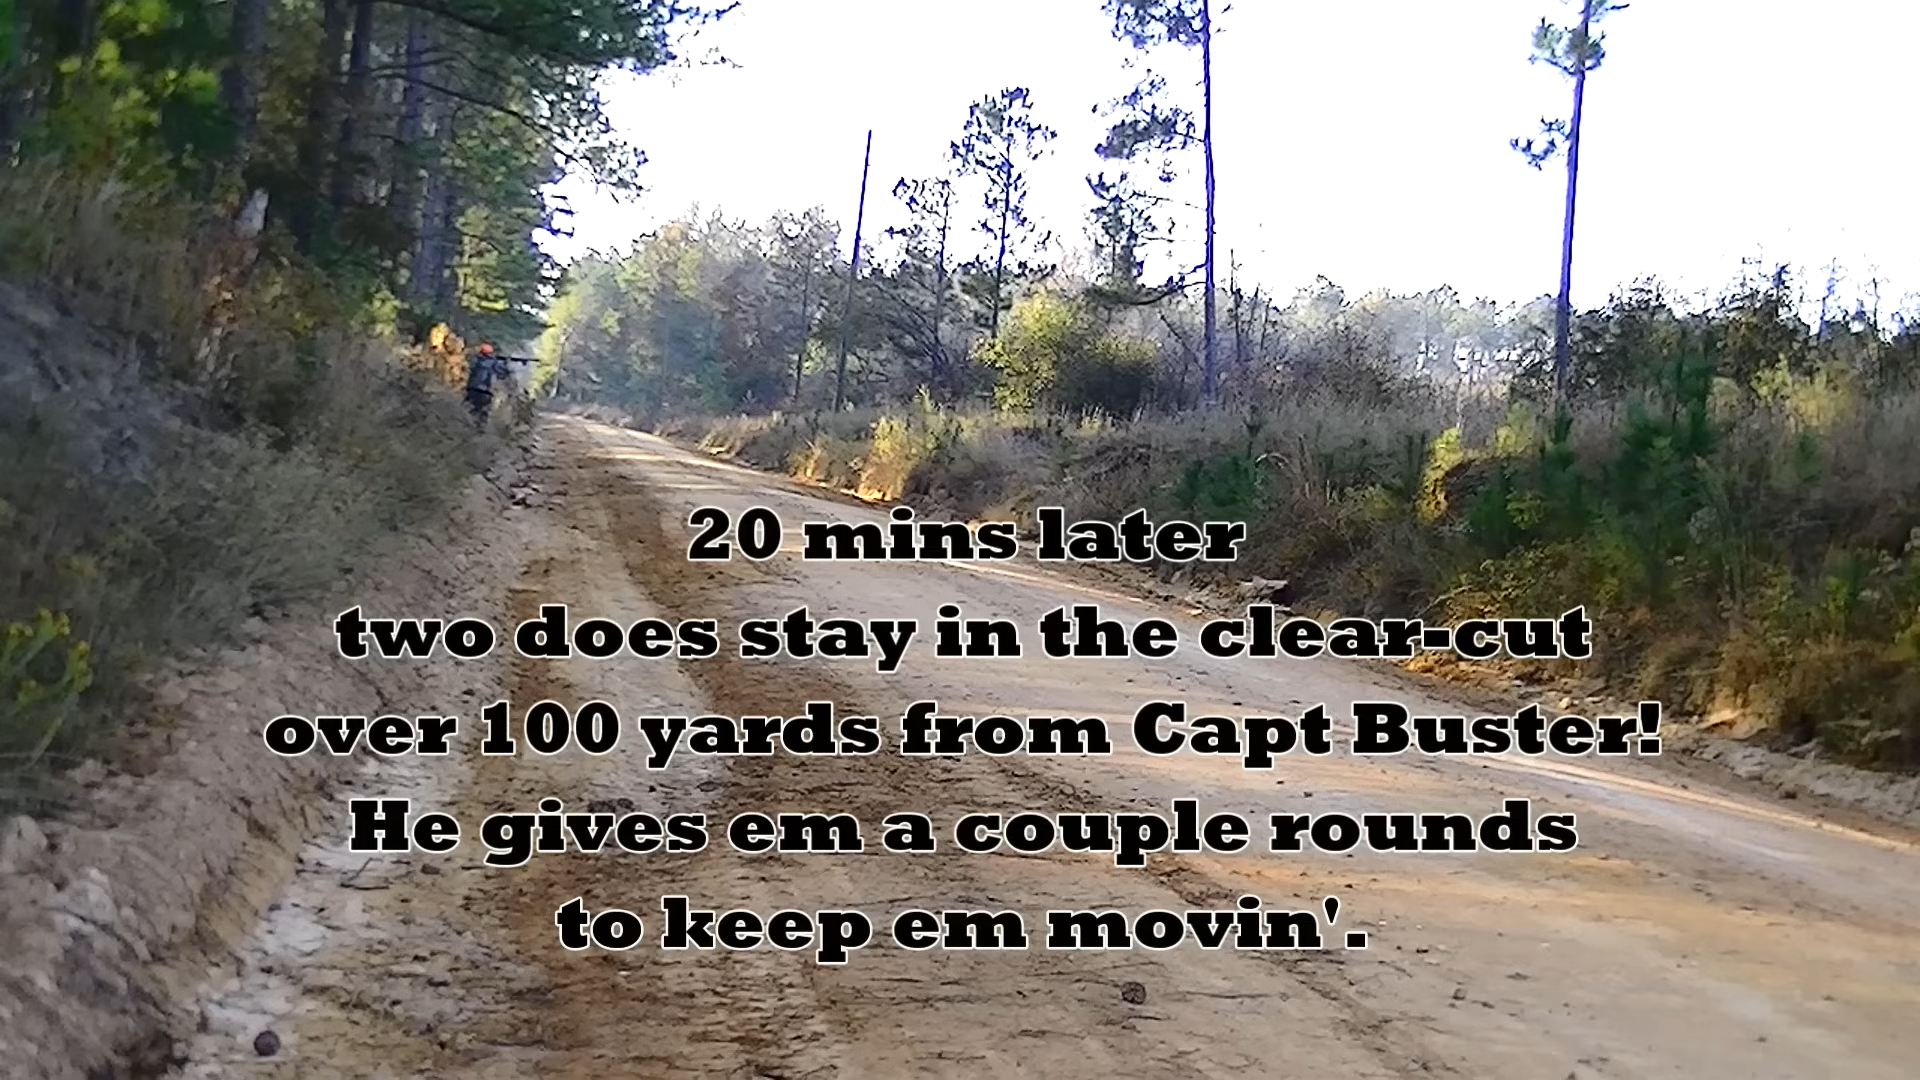 20 mins later
two does stay in the clear-cut
over 100 yards from Capt Buster!
He gives em a couple rounds
to keep em movin'.